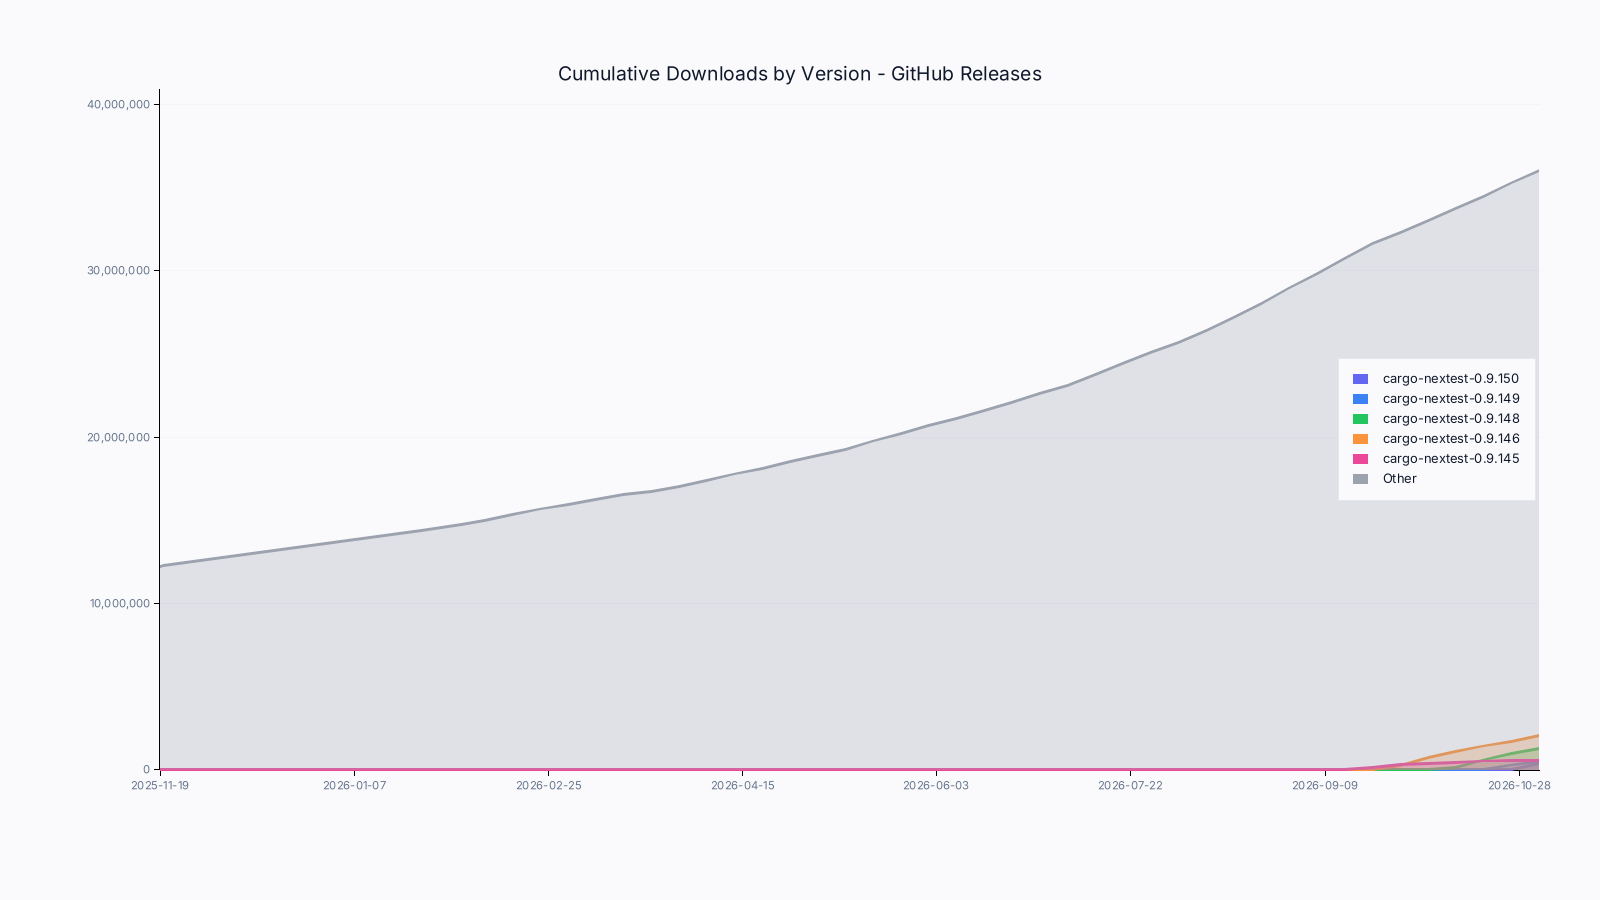 Cumulative Downloads by Version - GitHub Releases
40,000,000
30,000,000
20,000,000
10,000,000
0
cargo-nextest-0.9.150
cargo-nextest-0.9.149
cargo-nextest-0.9.148
cargo-nextest-0.9.146
cargo-nextest-0.9.145
Other
2025-11-19
2026-01-07
2026-02-25
2026-04-15
2026-06-03
2026-07-22
2026-09-09
2026-10-28